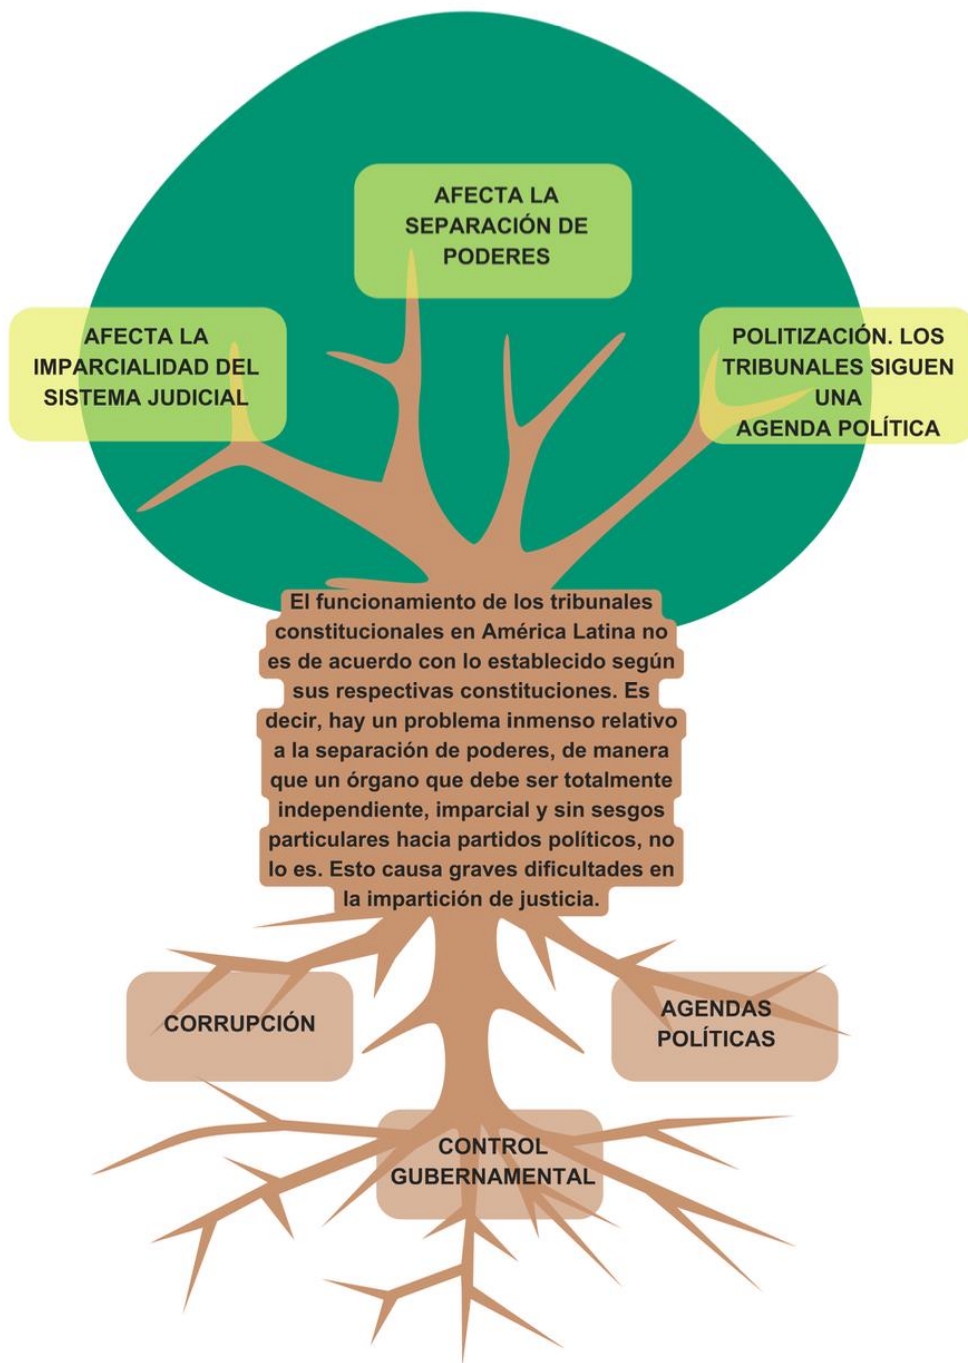 AFECTA LA
SEPARACIÓN DE
PODERES
AFECTA LA
IMPARCIALIDAD DEL
SISTEMA JUDICIAL
POLITIZACIÓN. LOS
TRIBUNALES SIGUEN
UNA
AGENDA POLÍTICA
El funcionamiento de los tribunales
constitucionales en América Latina no
es de acuerdo con lo establecido según
sus respectivas constituciones. Es
decir, hay un problema inmenso relativo
a la separación de poderes, de manera
que un órgano que debe ser totalmente
independiente, imparcial y sin sesgos
particulares hacia partidos políticos, no
lo es. Esto causa graves dificultades en
la impartición de justicia.
CORRUPCIÓN
AGENDAS
POLÍTICAS
CONTROL
GUBERNAMENTAL